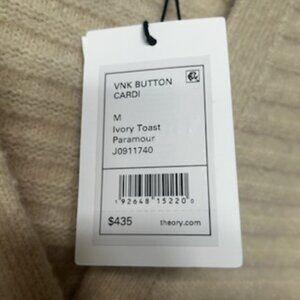 VNK BUTTON
CARDI
M
Ivory Toast
Paramour
J0911740
1 92648 15220 0
$435 theory.com